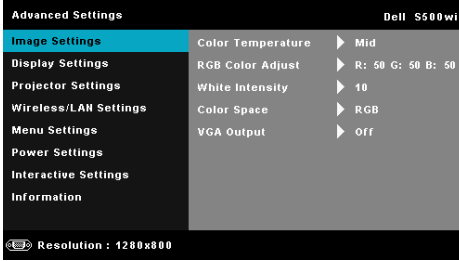 Advanced Settings Dell S500wi
Image Settings Color Temperature Mid
Display Settings RGB Color Adjust R: 50 G: 50 B: 50
Projector Settings White Intensity 10
Wireless/LAN Settings Color Space RGB
Menu Settings VGA Output Off
Power Settings
Interactive Settings
Information
Resolution : 1280x800